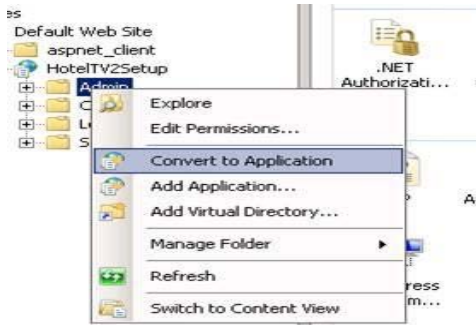 es
Default Web Site
aspnet_client
HotelTV2Setup
Admin
C
L
S
Explore
Edit Permissions...
Convert to Application
Add Application...
Add Virtual Directory...
Manage Folder
Refresh
Switch to Content View
.NET
Authorizati...
A
ress
m...